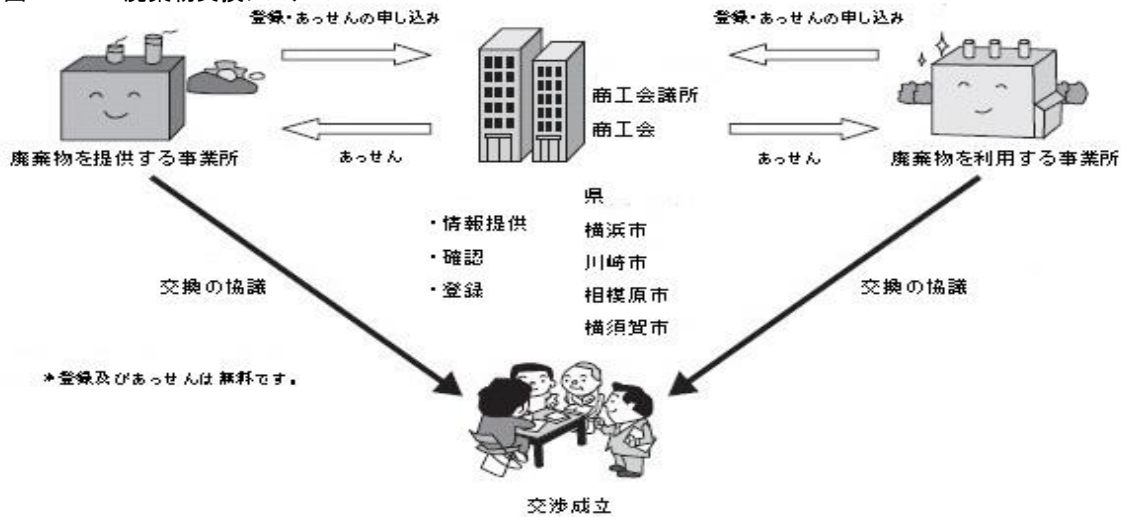 登録・あっせんの申し込み
登録・あっせんの申し込み
商工会議所
商工会
あっせん
あっせん
廃棄物を提供する事業所
廃棄物を利用する事業所
・情報提供
・確認
・登録
県
横浜市
川崎市
相模原市
横須賀市
交換の協議
交換の協議
*登録及びあっせんは無料です。
交渉成立